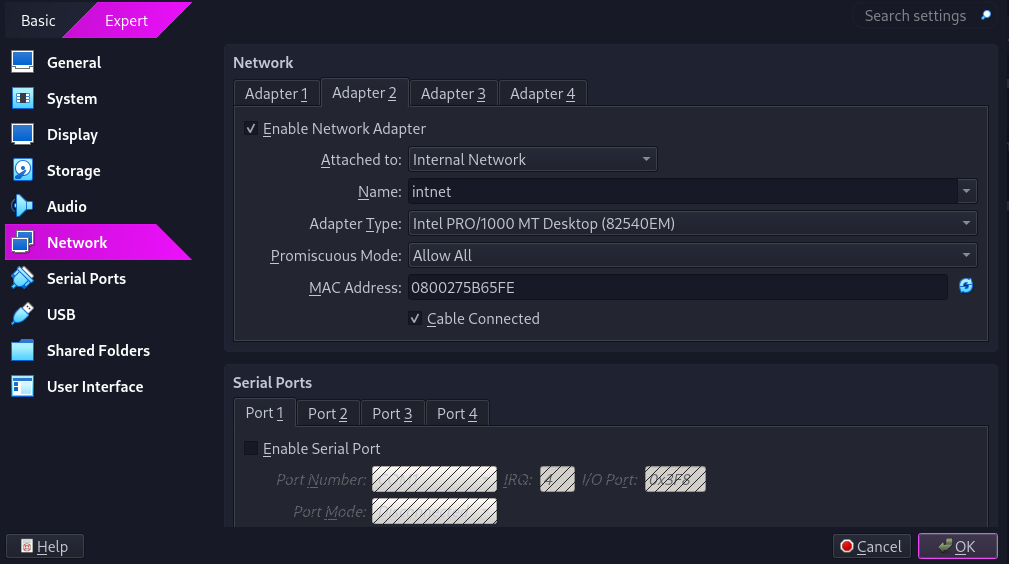 Basic
Expert
Search settings
General
System
Display
Storage
Audio
Network
Serial Ports
USB
Shared Folders
User Interface
Network
Adapter 1
Adapter 2
Adapter 3
Adapter 4
Enable Network Adapter
Attached to: Internal Network
Name: intnet
Adapter Type: Intel PRO/1000 MT Desktop (82540EM)
Promiscuous Mode: Allow All
MAC Address: 0800275B65FE
Cable Connected
Serial Ports
Port 1
Port 2
Port 3
Port 4
Enable Serial Port
Port Number: IRQ: 4 I/O Port: 0x3F8
Port Mode:
Help
Cancel
OK